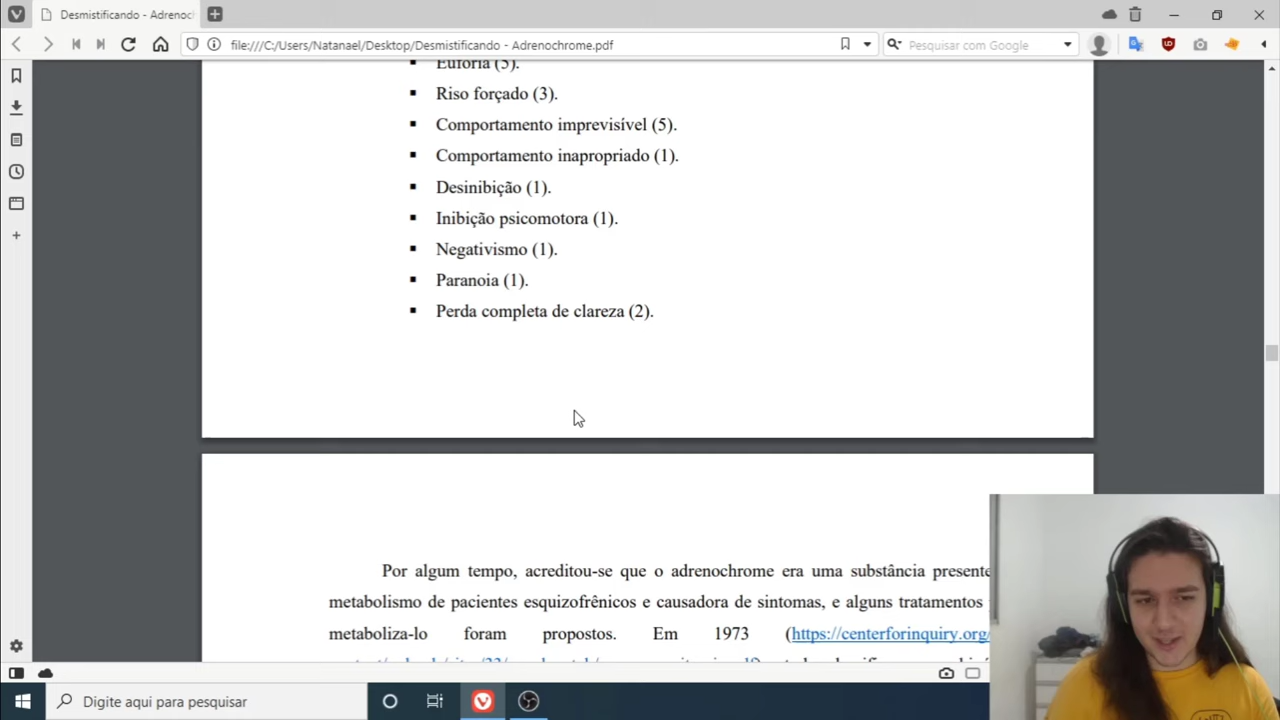 Desmistificando - Adrenoc
file:///C:/Users/Natanael/Desktop/Desmistificando - Adrenochrome.pdf
Pesquisar com Google
Euforia (5).
Riso forçado (3).
Comportamento imprevisível (5).
Comportamento inapropriado (1).
Desinibição (1).
Inibição psicomotora (1).
Negativismo (1).
Paranoia (1).
Perda completa de clareza (2).
Por algum tempo, acreditou-se que o adrenochrome era uma substância presente
metabolismo de pacientes esquizofrênicos e causadora de sintomas, e alguns tratamentos
metaboliza-lo foram propostos. Em 1973 (https://centerforinquiry.org/
Digite aqui para pesquisar